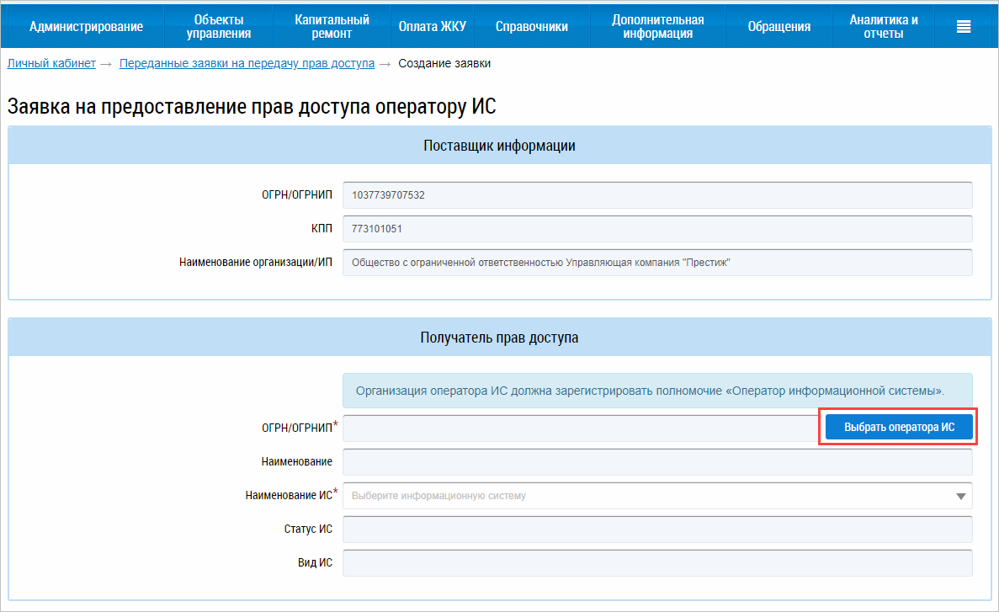 Администрирование
Объекты управления
Капитальный ремонт
Оплата ЖКУ
Справочники
Дополнительная информация
Обращения
Аналитика и отчеты
Личный кабинет → Переданные заявки на передачу прав доступа → Создание заявки
Заявка на предоставление прав доступа оператору ИС
Поставщик информации
ОГРН/ОГРНИП 1037739707532
КПП 773101051
Наименование организации/ИП Общество с ограниченной ответственностью Управляющая компания "Престиж"
Получатель прав доступа
Организация оператора ИС должна зарегистрировать полномочие «Оператор информационной системы».
ОГРН/ОГРНИП* Выбрать оператора ИС
Наименование
Наименование ИС* Выберите информационную систему
Статус ИС
Вид ИС